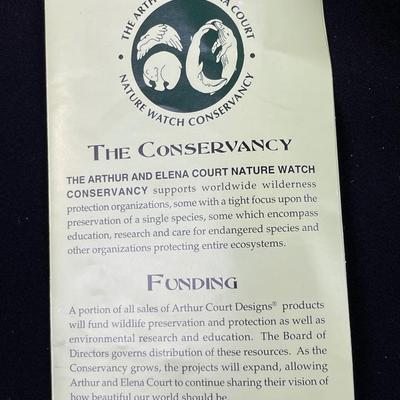 THE ARTHUR AND ELENA COURT
NATURE WATCH CONSERVANCY
THE CONSERVANCY
THE ARTHUR AND ELENA COURT NATURE WATCH
CONSERVANCY supports worldwide wilderness
protection organizations, some with a tight focus upon the
preservation of a single species, some which encompass
education, research and care for endangered species and
other organizations protecting entire ecosystems.
FUNDING
A portion of all sales of Arthur Court Designs® products
will fund wildlife preservation and protection as well as
environmental research and education. The Board of
Directors governs distribution of these resources. As the
Conservancy grows, the projects will expand, allowing
Arthur and Elena Court to continue sharing their vision of
how beautiful our world should be.